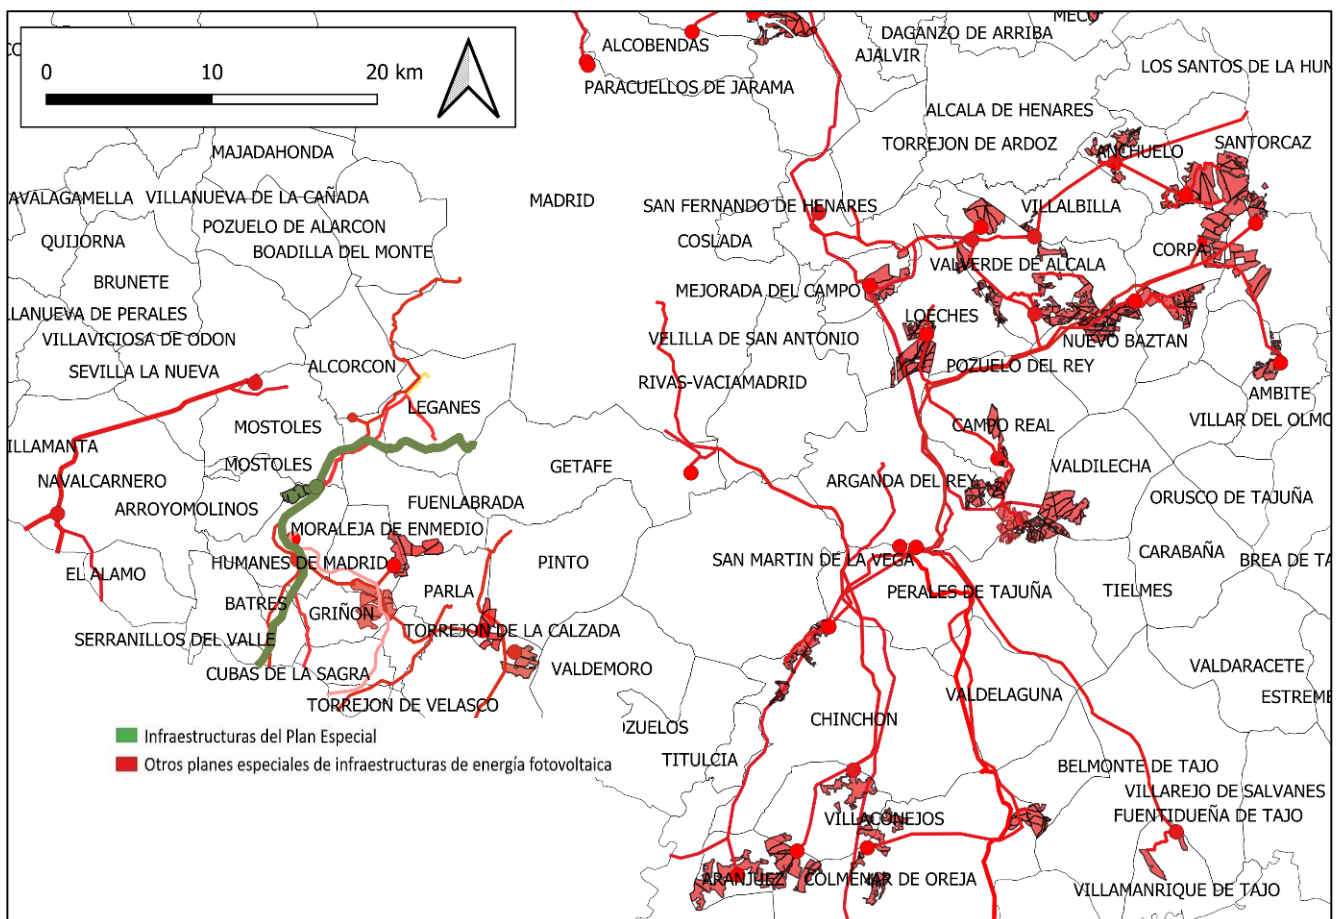 MECO
DAGANZO DE ARRIBA
ALCOBENDAS
AJALVIR
0 10 20 km
LOS SANTOS DE LA HUM
PARACUELLOS DE JARAMA
ALCALA DE HENARES
TORREJON DE ARDOZ
SANTORCAZ
ANCHUELO
MAJADAHONDA
AVALAGAMELLA
VILLANUEVA DE LA CAÑADA
MADRID
SAN FERNANDO DE HENARES
VILLALBILLA
POZUELO DE ALARCON
QUIJORNA
COSLADA
BOADILLA DEL MONTE
CORPA
VALVERDE DE ALCALA
BRUNETE
MEJORADA DEL CAMPO
LLANUEVA DE PERALES
LOECHES
VILLAVICIOSA DE ODON
VELILLA DE SAN ANTONIO
NUEVO BAZTAN
ALCORCON
POZUELO DEL REY
SEVILLA LA NUEVA
RIVAS-VACIAMADRID
AMBITE
LEGANES
VILLAR DEL OLMO
MOSTOLES
CAMPO REAL
ILLAMANTA
MOSTOLES
GETAFE
VALDILECHA
NAVALCARNERO
ARGANDA DEL REY
ORUSCO DE TAJUÑA
FUENLABRADA
ARROYOMOLINOS
MORALEJA DE ENMEDIO
CARABAÑA
HUMANES DE MADRID
PINTO
SAN MARTIN DE LA VEGA
BREA DE TA
EL ALAMO
PERALES DE TAJUÑA
TIELMES
PARLA
BATRES
GRIÑON
TORREJON DE LA CALZADA
SERRANILLOS DEL VALLE
VALDEMORO
VALDARACETE
CUBAS DE LA SAGRA
VALDELAGUNA
ESTREME
TORREJON DE VELASCO
CHINCHON
OZUELOS
Infraestructuras del Plan Especial
TITULCIA
Otros planes especiales de infraestructuras de energía fotovoltaica
BELMONTE DE TAJO
VILLAREJO DE SALVANES
VILLACONEJOS
FUENTIDUEÑA DE TAJO
ARANJUEZ
COLMENAR DE OREJA
VILLAMANRIQUE DE TAJO